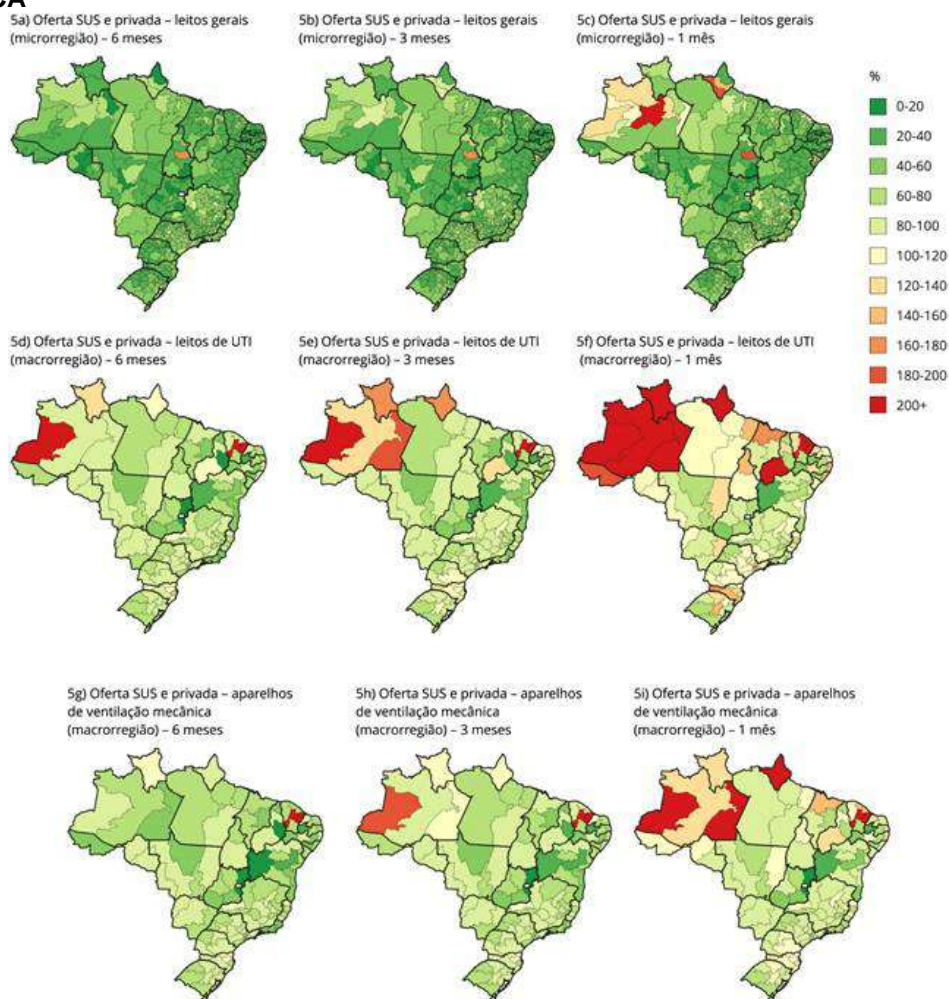 CA
5a) Oferta SUS e privada – leitos gerais
(microrregião) – 6 meses
5b) Oferta SUS e privada – leitos gerais
(microrregião) – 3 meses
5c) Oferta SUS e privada – leitos gerais
(microrregião) – 1 mês
%
0-20
20-40
40-60
60-80
80-100
100-120
120-140
140-160
160-180
180-200
200+
5d) Oferta SUS e privada – leitos de UTI
(macrorregião) – 6 meses
5e) Oferta SUS e privada – leitos de UTI
(macrorregião) – 3 meses
5f) Oferta SUS e privada – leitos de UTI
(macrorregião) – 1 mês
5g) Oferta SUS e privada – aparelhos
de ventilação mecânica
(macrorregião) – 6 meses
5h) Oferta SUS e privada – aparelhos
de ventilação mecânica
(macrorregião) – 3 meses
5i) Oferta SUS e privada – aparelhos
de ventilação mecânica
(macrorregião) – 1 mês